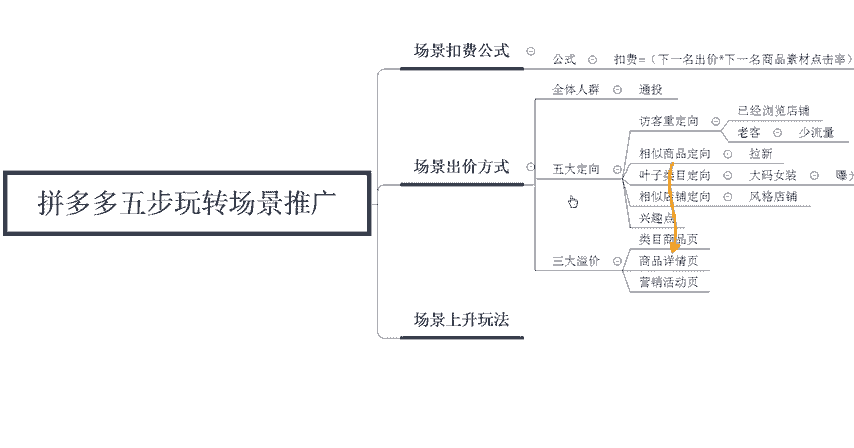 拼多多五步玩转场景推广
场景扣费公式
公式
扣费=（下一名出价*下一名商品素材点击率）
场景出价方式
全体人群
通投
五大定向
访客重定向
已经浏览店铺
老客
少流量
相似商品定向
拉新
叶子类目定向
大码女装
曝
相似店铺定向
风格店铺
兴趣点
三大溢价
类目商品页
商品详情页
营销活动页
场景上升玩法